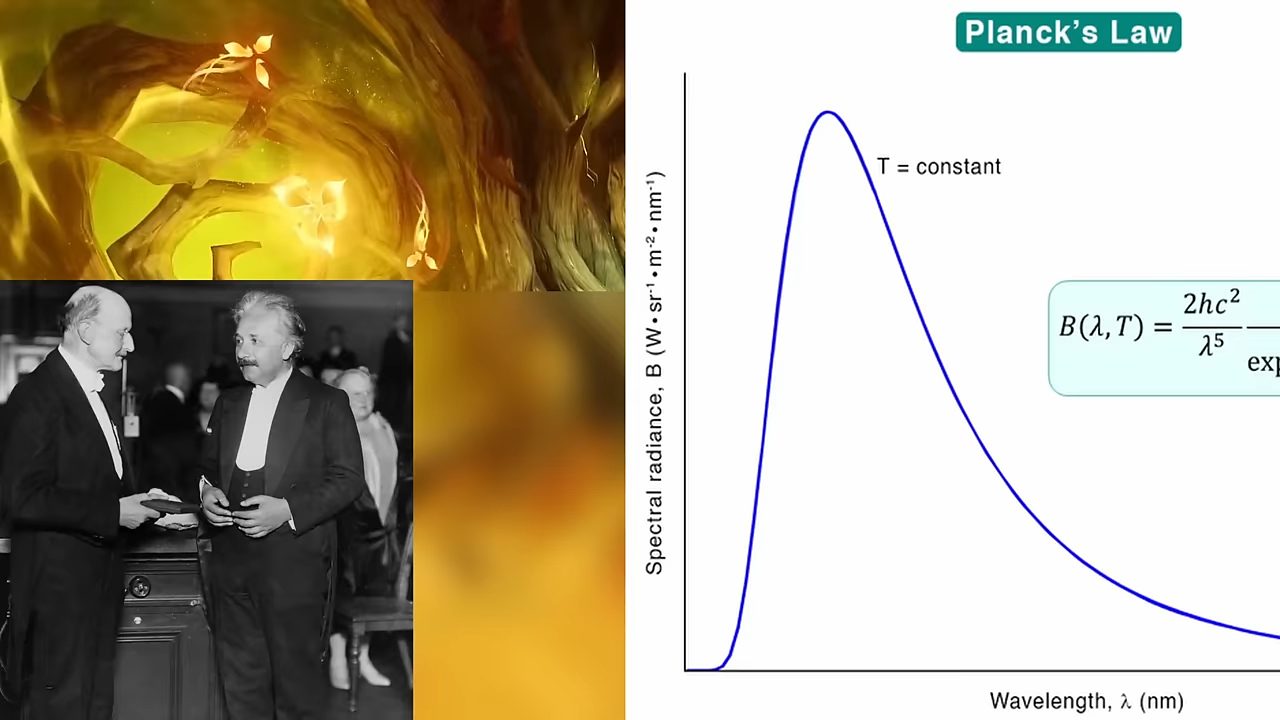 Planck’s Law
T = constant
Spectral radiance, B (W•sr⁻¹•m⁻²•nm⁻¹)
B(λ,T) = 2hc² / λ⁵
exp
Wavelength, λ (nm)